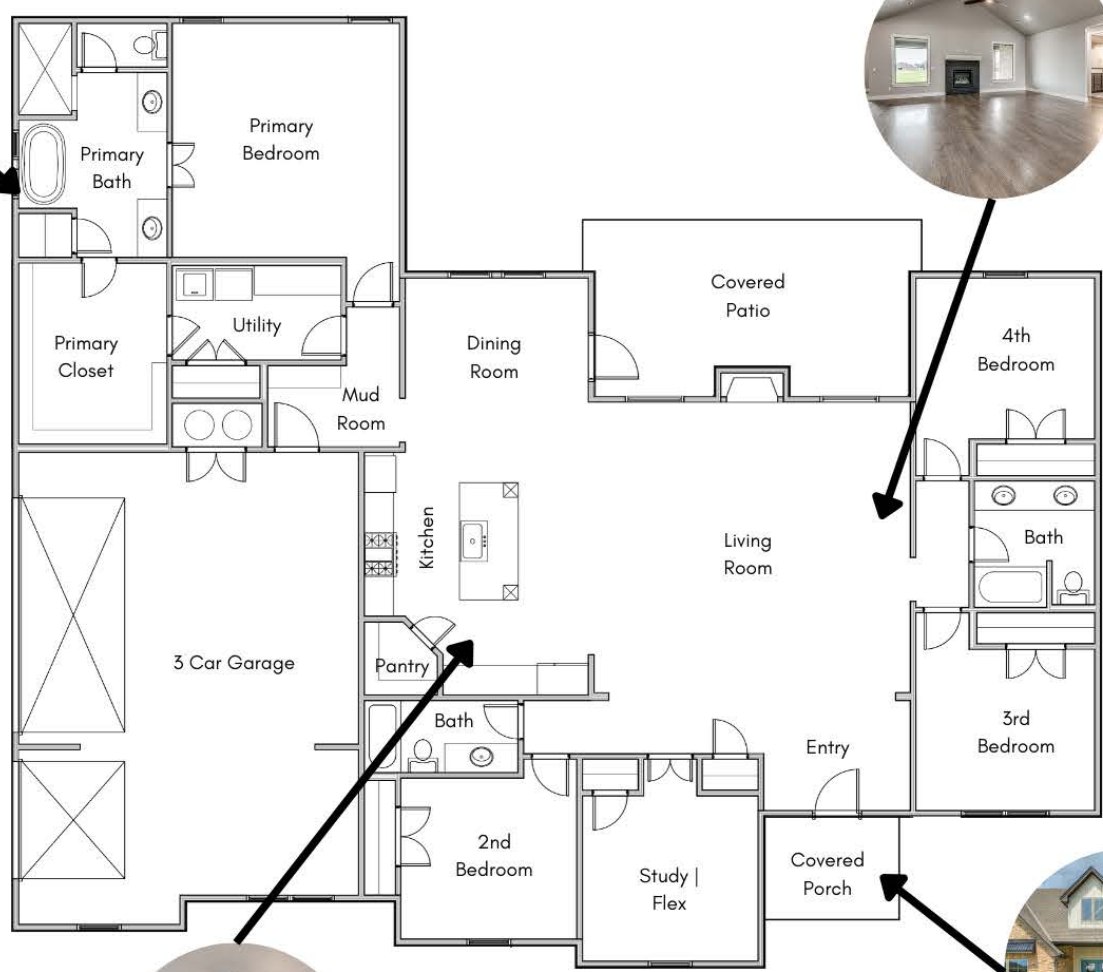 Primary
Bedroom
Primary
Bath
Covered
Patio
Utility
Primary
Closet
Dining
Room
4th
Bedroom
Mud
Room
Kitchen
Living
Room
Bath
3 Car Garage
Pantry
Bath
3rd
Bedroom
Entry
2nd
Bedroom
Study |
Flex
Covered
Porch